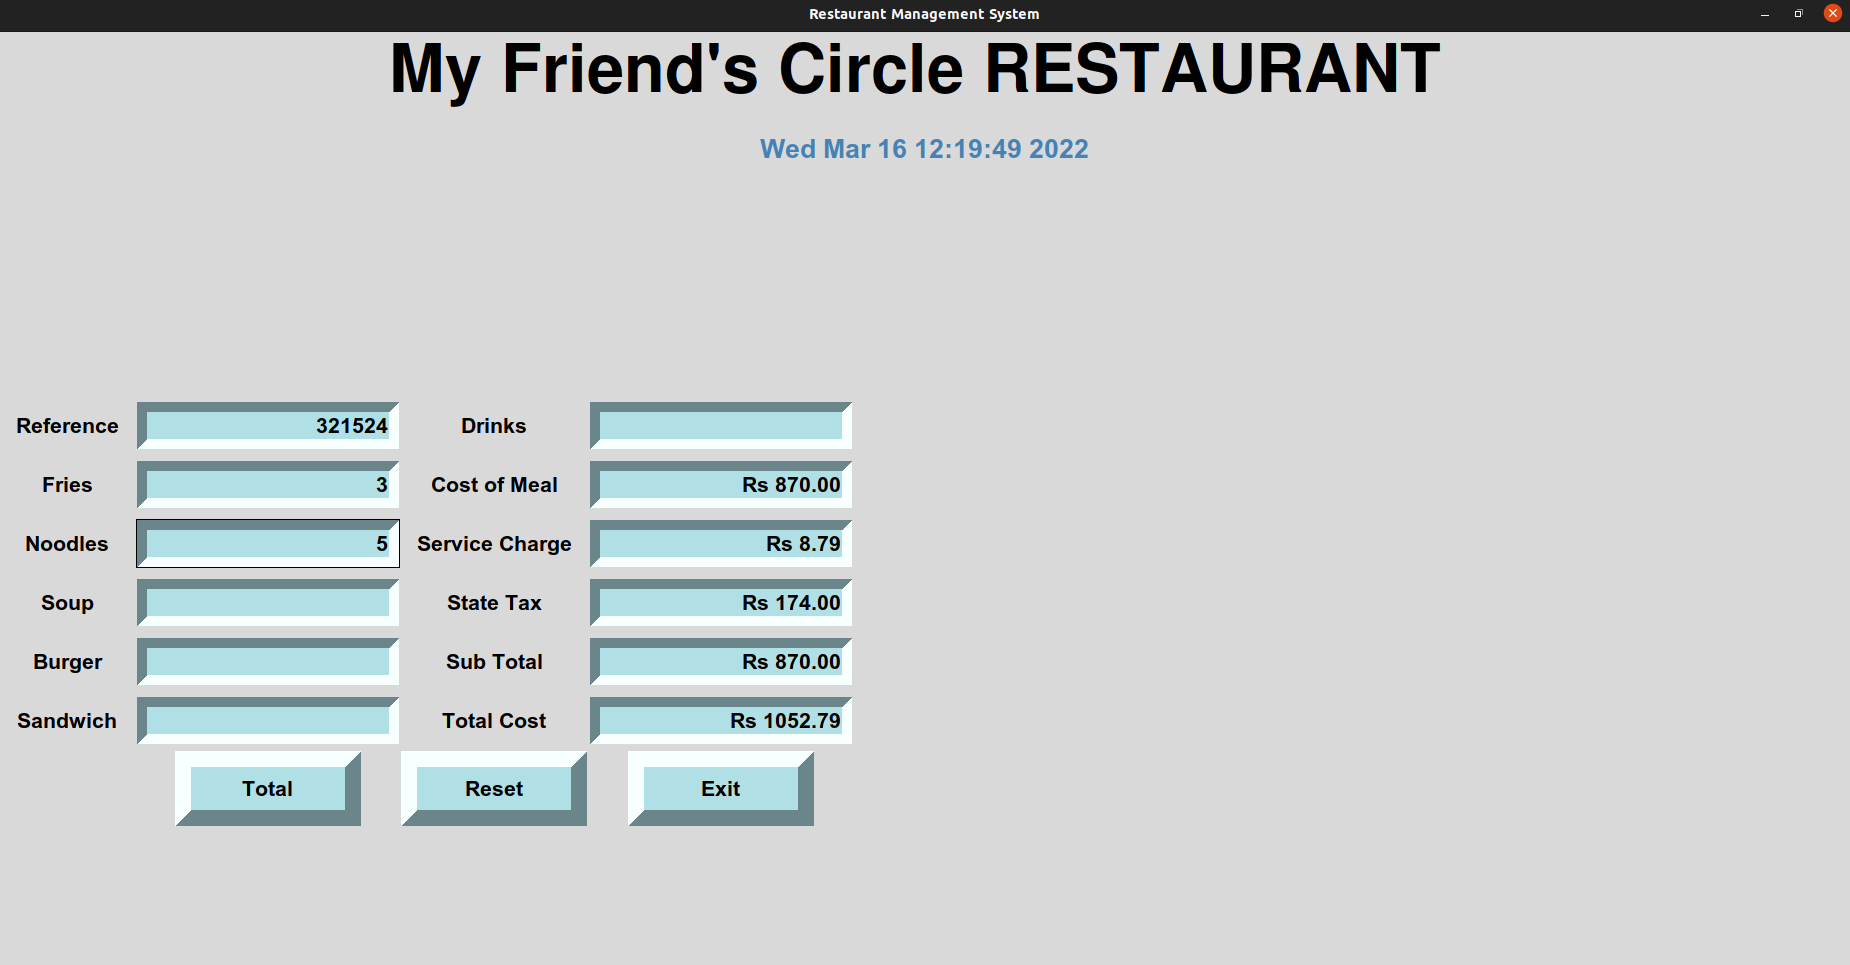 Restaurant Management System
My Friend's Circle RESTAURANT
Wed Mar 16 12:19:49 2022
Reference 321524 Drinks
Fries 3 Cost of Meal Rs 870.00
Noodles 5 Service Charge Rs 8.79
Soup State Tax Rs 174.00
Burger Sub Total Rs 870.00
Sandwich Total Cost Rs 1052.79
Total Reset Exit